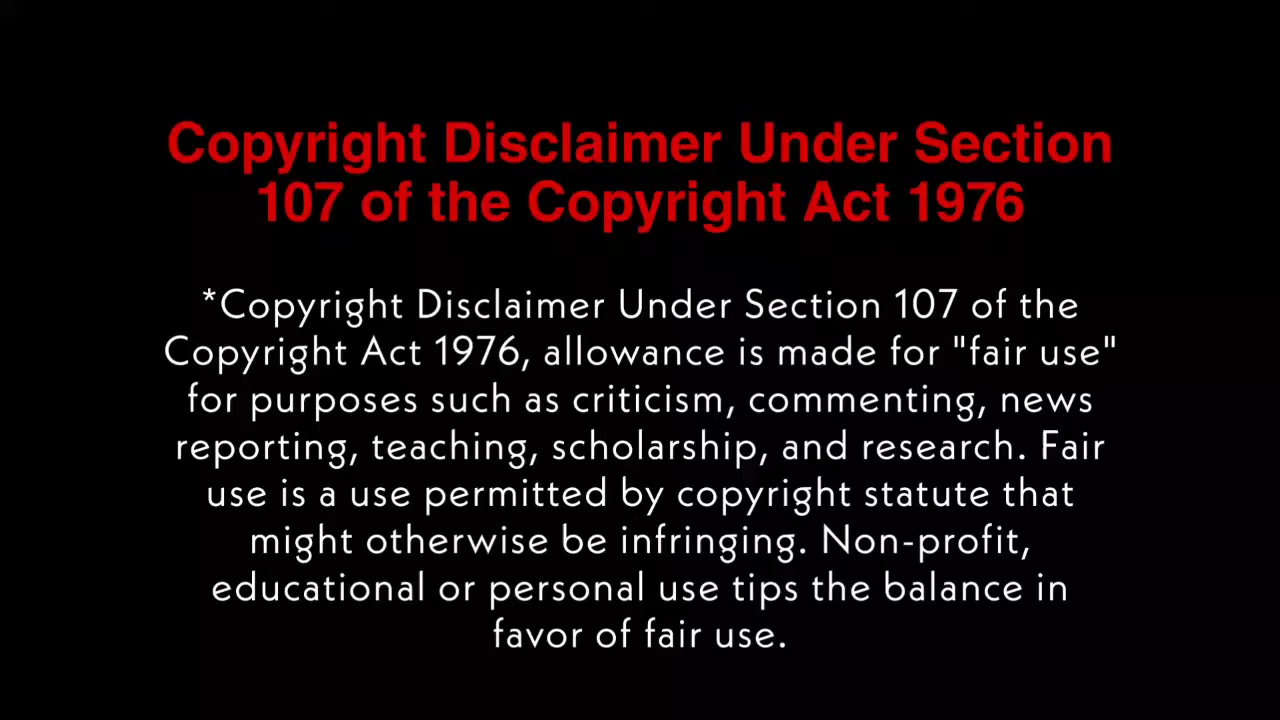 Copyright Disclaimer Under Section
107 of the Copyright Act 1976
*Copyright Disclaimer Under Section 107 of the
Copyright Act 1976, allowance is made for "fair use"
for purposes such as criticism, commenting, news
reporting, teaching, scholarship, and research. Fair
use is a use permitted by copyright statute that
might otherwise be infringing. Non-profit,
educational or personal use tips the balance in
favor of fair use.